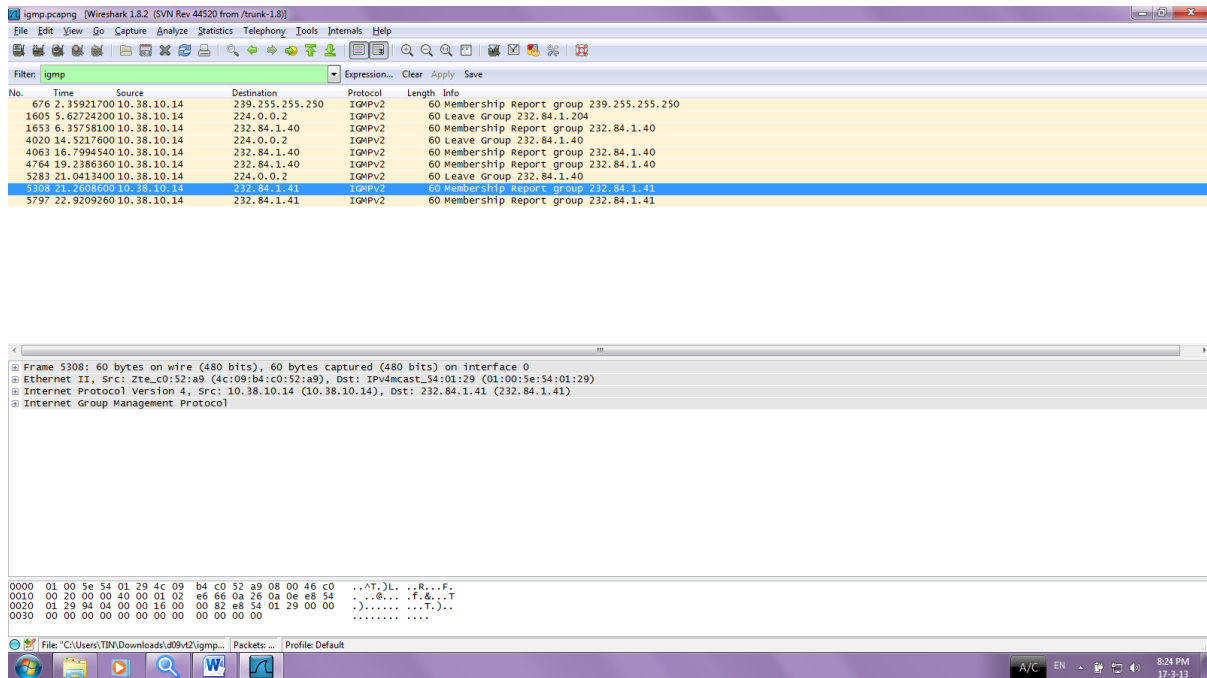 igmp.pcapng [Wireshark 1.8.2 (SVN Rev 44520 from /trunk-1.8)]
File Edit View Go Capture Analyze Statistics Telephony Tools Internals Help
Filter: igmp Expression... Clear Apply Save
No. Time Source Destination Protocol Length Info
676 2.35921700 10.38.10.14 239.255.255.250 IGMPv2 60 Membership Report group 239.255.255.250
1605 5.62724200 10.38.10.14 224.0.0.2 IGMPv2 60 Leave Group 232.84.1.204
1653 6.35758100 10.38.10.14 232.84.1.40 IGMPv2 60 Membership Report group 232.84.1.40
4020 14.5217600 10.38.10.14 224.0.0.2 IGMPv2 60 Leave Group 232.84.1.40
4063 16.7994540 10.38.10.14 232.84.1.40 IGMPv2 60 Membership Report group 232.84.1.40
4764 19.2386360 10.38.10.14 232.84.1.40 IGMPv2 60 Membership Report group 232.84.1.40
5283 21.0413400 10.38.10.14 224.0.0.2 IGMPv2 60 Leave Group 232.84.1.40
5308 21.2608600 10.38.10.14 232.84.1.41 IGMPv2 60 Membership Report group 232.84.1.41
5797 22.9209260 10.38.10.14 232.84.1.41 IGMPv2 60 Membership Report group 232.84.1.41
Frame 5308: 60 bytes on wire (480 bits), 60 bytes captured (480 bits) on interface 0
Ethernet II, Src: Zte_c0:52:a9 (4c:09:b4:c0:52:a9), Dst: IPv4mcast_54:01:29 (01:00:5e:54:01:29)
Internet Protocol Version 4, Src: 10.38.10.14 (10.38.10.14), Dst: 232.84.1.41 (232.84.1.41)
Internet Group Management Protocol
0000 01 00 5e 54 01 29 4c 09 b4 c0 52 a9 08 00 46 c0 ..^T.)L. ..R...F.
0010 00 20 00 00 40 00 01 02 e6 66 0a 26 0a 0e e8 54 . ..@... .f.&...T
0020 01 29 94 04 00 00 16 00 00 82 e8 54 01 29 00 00 .)...... ...T.)..
0030 00 00 00 00 00 00 00 00 00 00 00 00 ........ ....
File: "C:\Users\TIN\Downloads\d09vt2\igmp... Packets: ... Profile: Default
A/C EN 8:24 PM
17-3-13